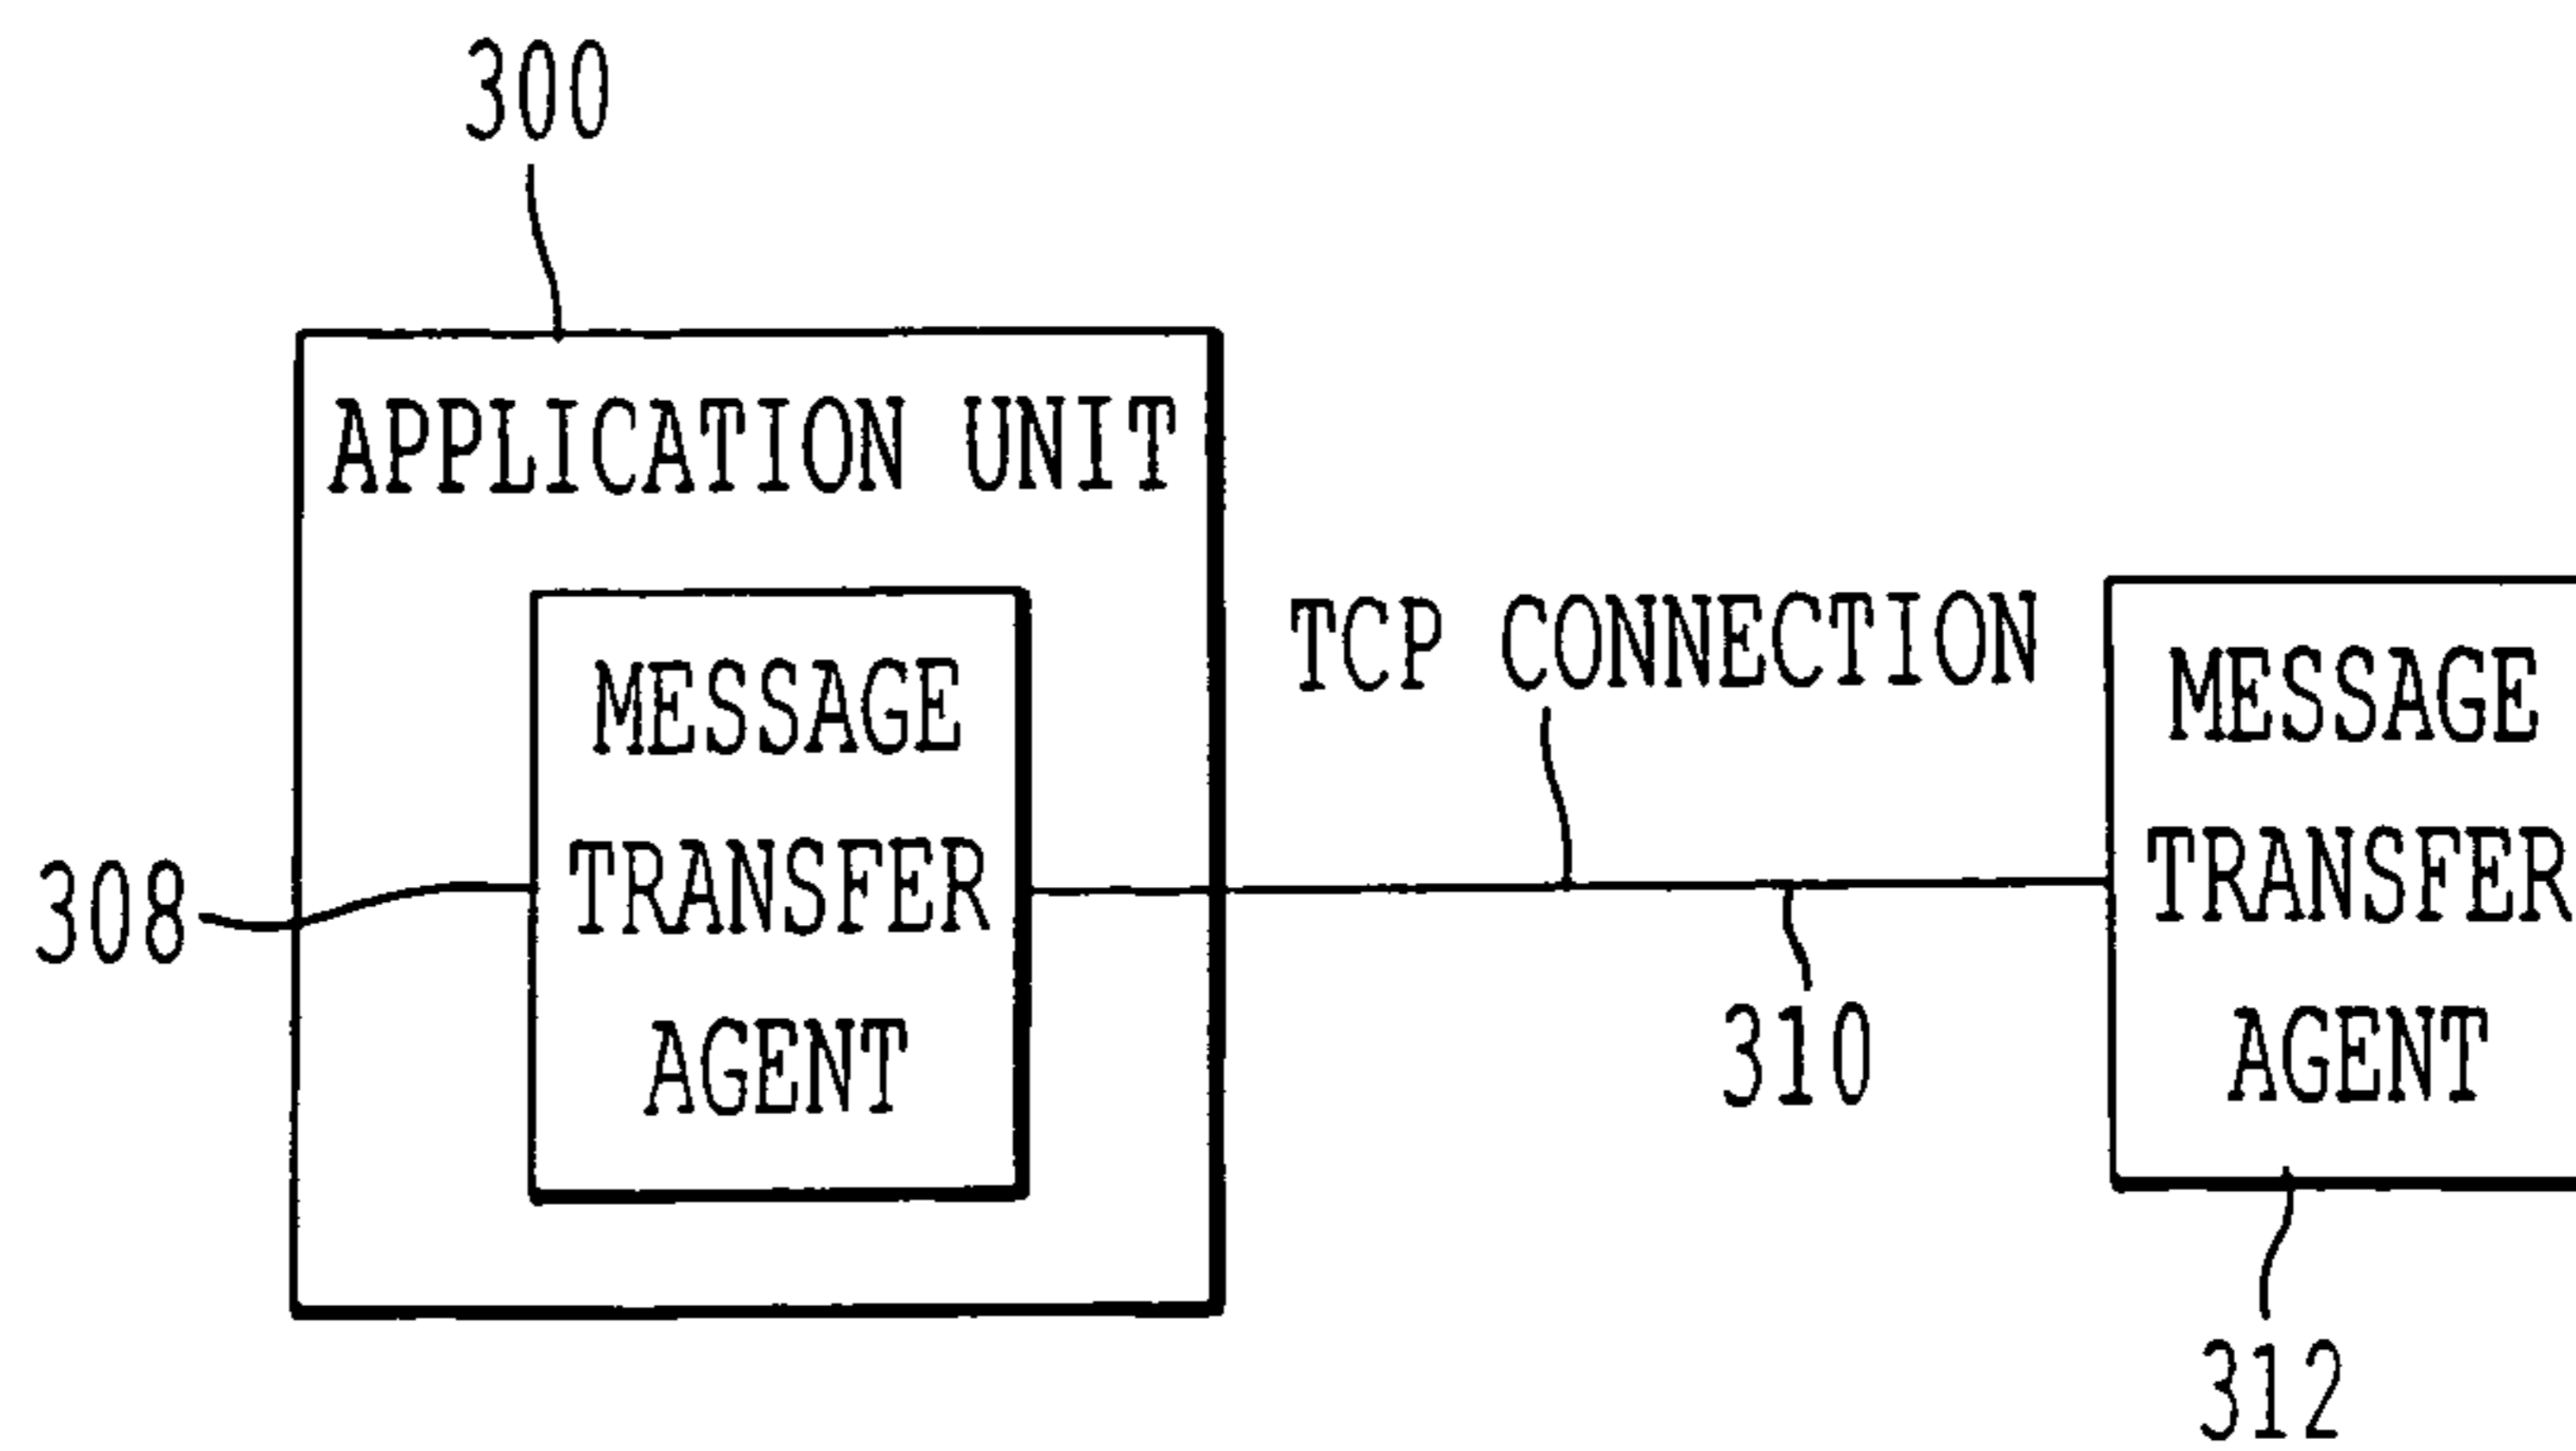 300
APPLICATION UNIT
MESSAGE
TRANSFER
AGENT
308
TCP CONNECTION
310
MESSAGE
TRANSFER
AGENT
312